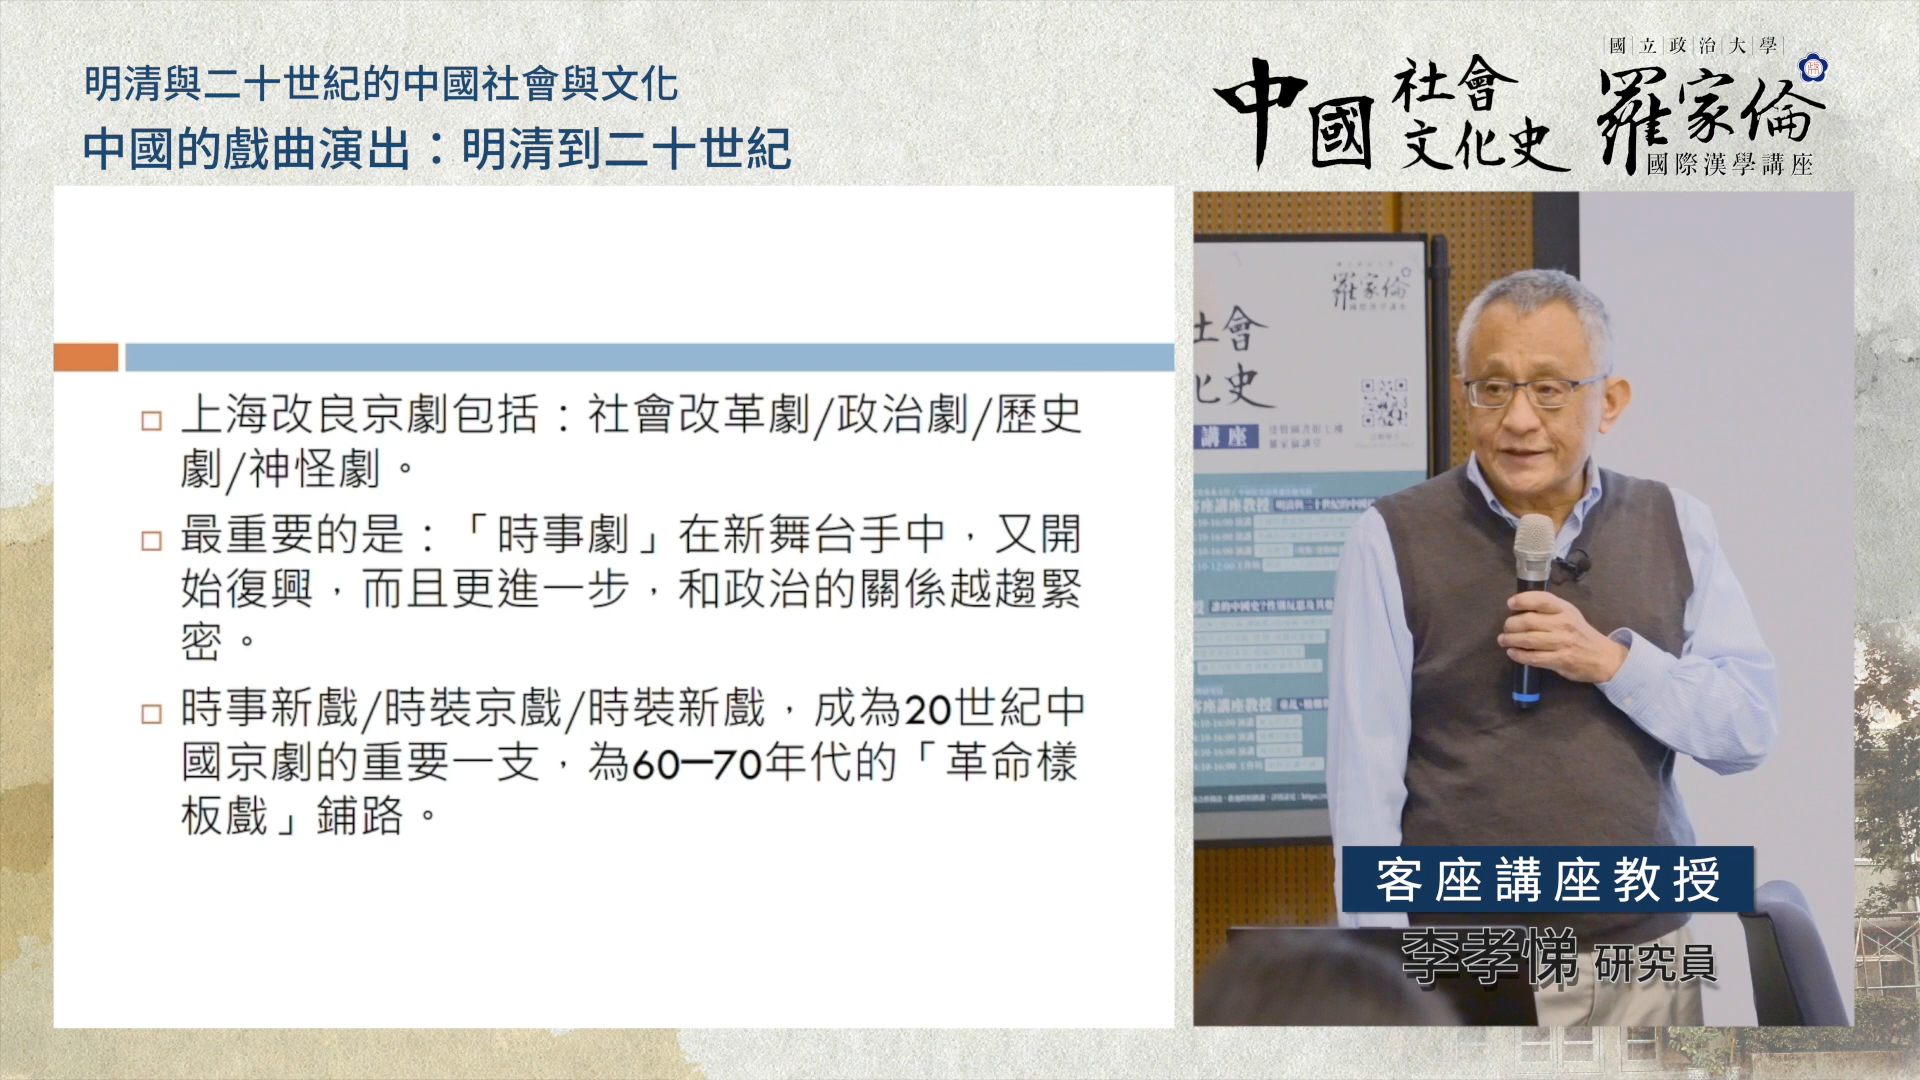 明清與二十世紀的中國社會與文化
中國的戲曲演出：明清到二十世紀
中國
社會
文化史
國立政治大學
羅家倫
國際漢學講座
上海改良京劇包括：社會改革劇/政治劇/歷史
劇/神怪劇。
最重要的是：「時事劇」在新舞台手中，又開
始復興，而且更進一步，和政治的關係越趨緊
密。
時事新戲/時裝京戲/時裝新戲，成為20世紀中
國京劇的重要一支，為60—70年代的「革命樣
板戲」鋪路。
羅家倫
社會
化史
講座
客座講座教授
李孝悌 研究員